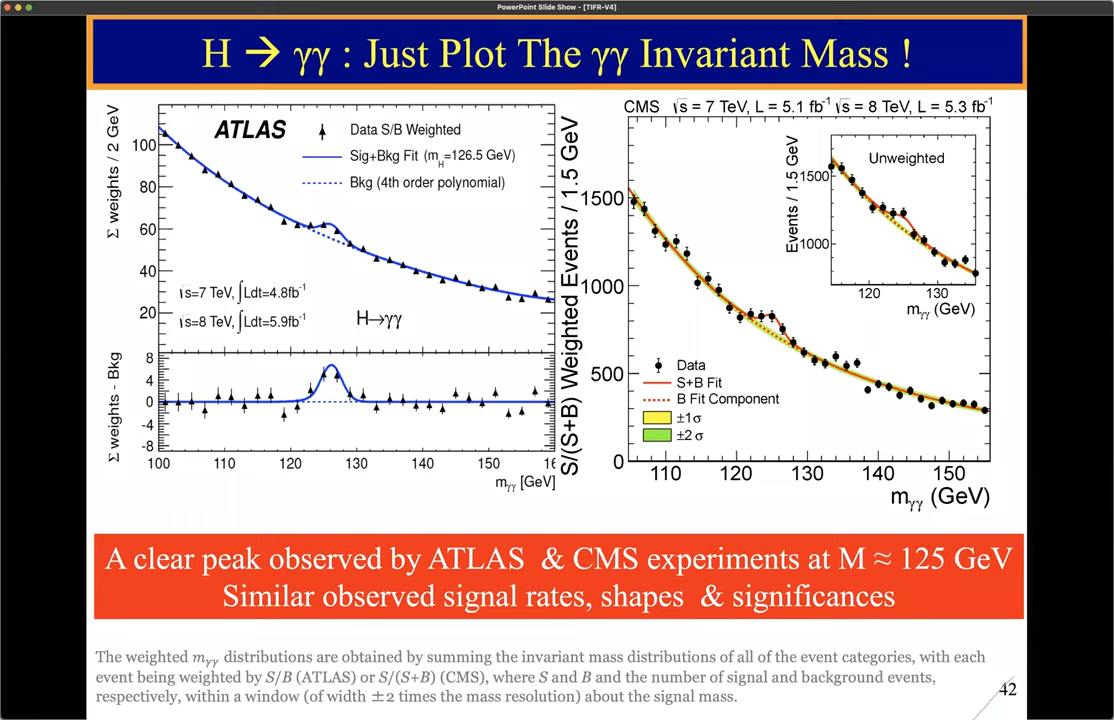 PowerPoint Slide Show - [TIFR-V4]
H → γγ : Just Plot The γγ Invariant Mass !
Σ weights / 2 GeV
100
80
60
40
20
ATLAS
Data S/B Weighted
Sig+Bkg Fit (mH=126.5 GeV)
Bkg (4th order polynomial)
√s=7 TeV, ∫Ldt=4.8fb-1
√s=8 TeV, ∫Ldt=5.9fb-1
H→γγ
Σ weights - Bkg
8
4
0
-4
-8
100 110 120 130 140 150 16
mγγ [GeV]
CMS √s = 7 TeV, L = 5.1 fb-1 √s = 8 TeV, L = 5.3 fb-1
S/(S+B) Weighted Events / 1.5 GeV
1500
1000
500
0
Events / 1.5 GeV
1500
1000
Unweighted
120 130
mγγ (GeV)
Data
S+B Fit
B Fit Component
±1σ
±2 σ
110 120 130 140 150
mγγ (GeV)
A clear peak observed by ATLAS & CMS experiments at M ≈ 125 GeV
Similar observed signal rates, shapes & significances
The weighted mγγ distributions are obtained by summing the invariant mass distributions of all of the event categories, with each
event being weighted by S/B (ATLAS) or S/(S+B) (CMS), where S and B and the number of signal and background events,
respectively, within a window (of width ±2 times the mass resolution) about the signal mass.
42